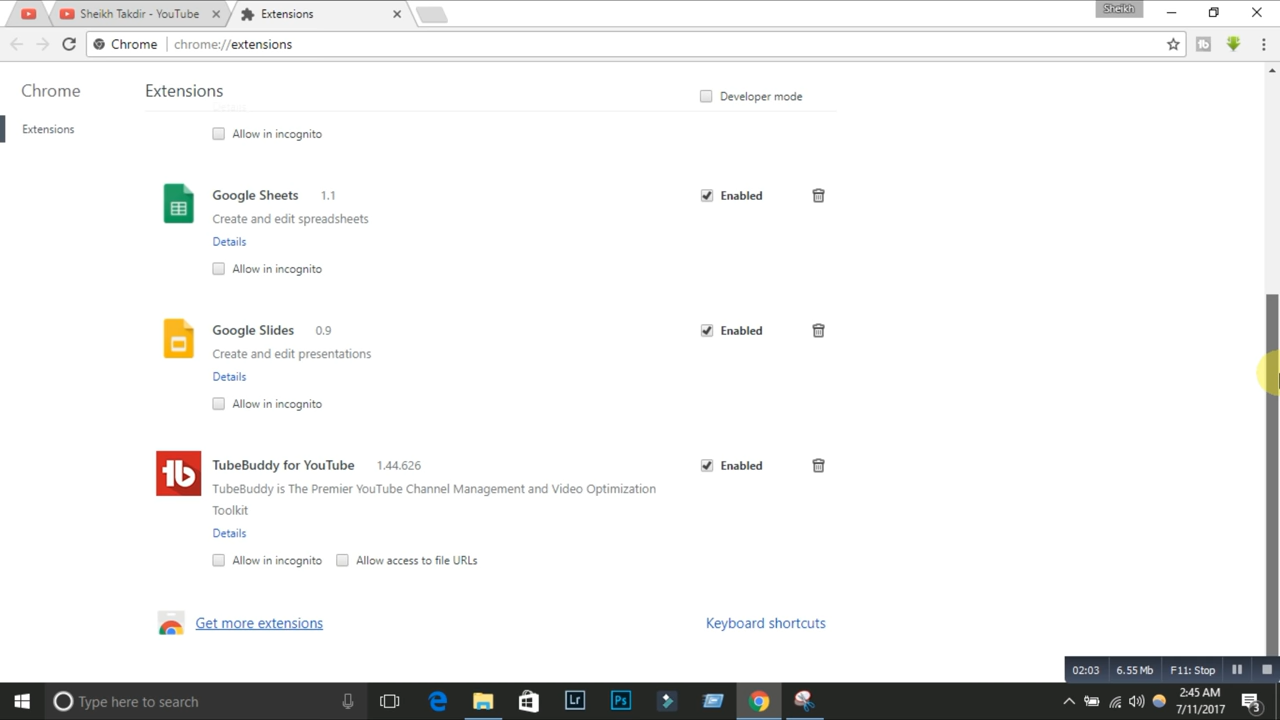 Sheikh Takdir - YouTube
Extensions
Sheikh
Chrome
chrome://extensions
Chrome
Extensions
Developer mode
Extensions
Allow in incognito
Google Sheets 1.1
Enabled
Create and edit spreadsheets
Details
Allow in incognito
Google Slides 0.9
Enabled
Create and edit presentations
Details
Allow in incognito
TubeBuddy for YouTube 1.44.626
Enabled
TubeBuddy is The Premier YouTube Channel Management and Video Optimization
Toolkit
Details
Allow in incognito
Allow access to file URLs
Get more extensions
Keyboard shortcuts
02:03 6.55 Mb F11: Stop
Type here to search
Lr
Ps
2:45 AM
7/11/2017
3